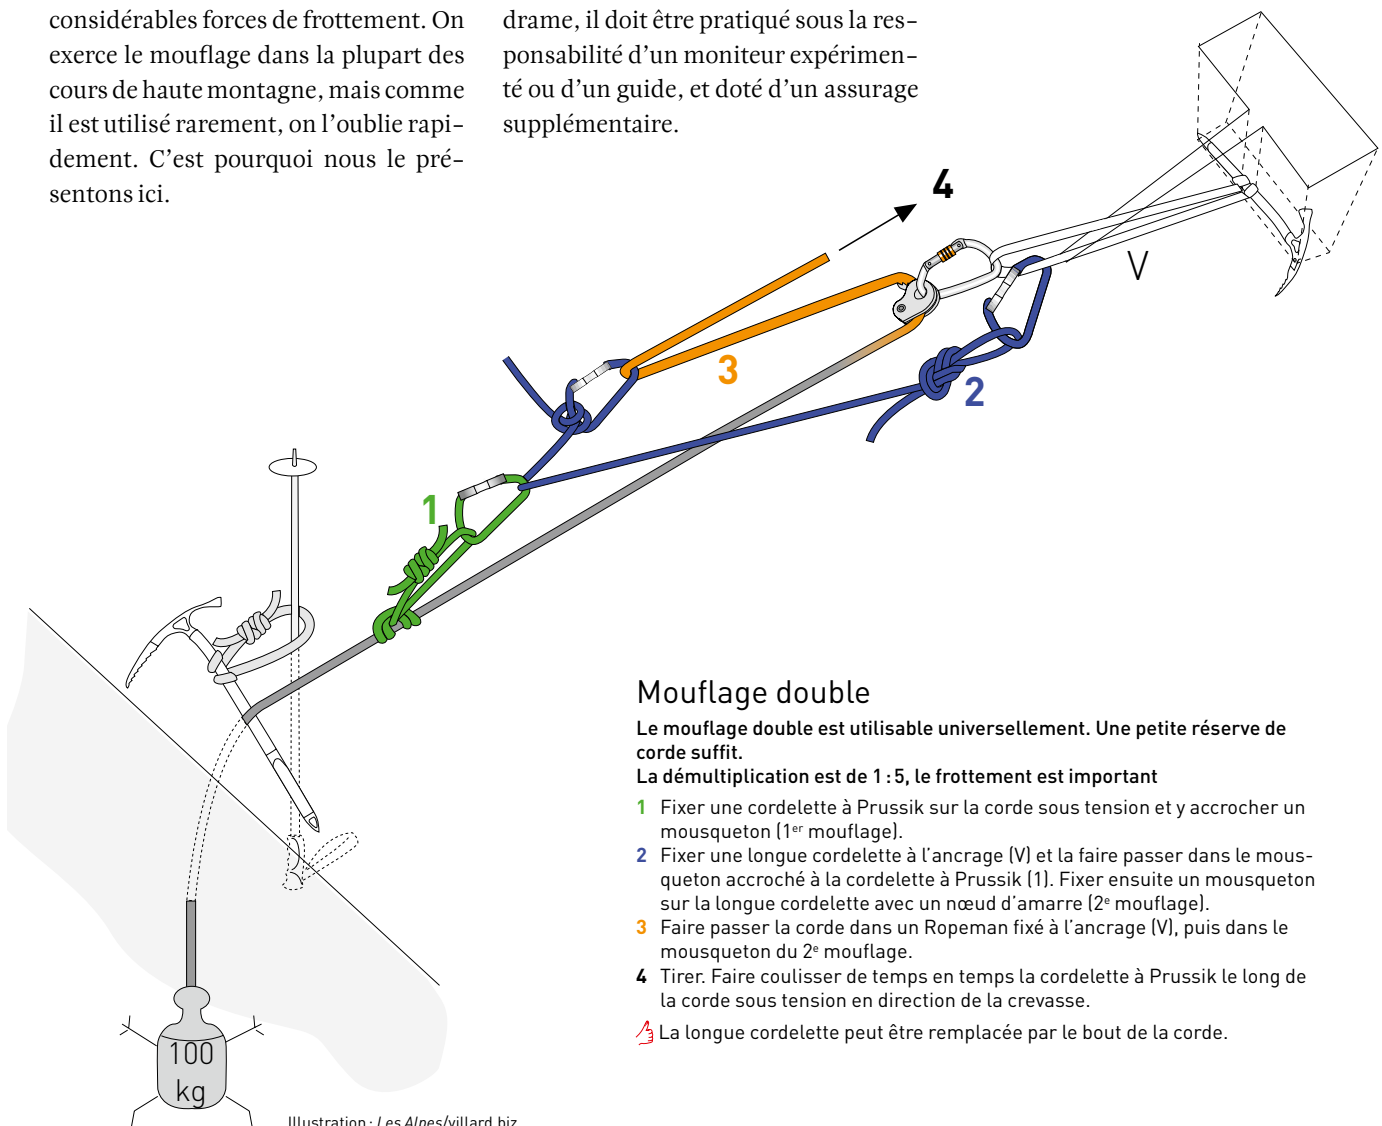 considérables forces de frottement. On
exerce le mouflage dans la plupart des
cours de haute montagne, mais comme
il est utilisé rarement, on l'oublie rapi-
dement. C'est pourquoi nous le pré-
sentons ici.
drame, il doit être pratiqué sous la res-
ponsabilité d'un moniteur expérimen-
té ou d'un guide, et doté d'un assurage
supplémentaire.
4
V
3
2
1
100
kg
Mouflage double
Le mouflage double est utilisable universellement. Une petite réserve de
corde suffit.
La démultiplication est de 1 : 5, le frottement est important
1 Fixer une cordelette à Prussik sur la corde sous tension et y accrocher un
mousqueton (1er mouflage).
2 Fixer une longue cordelette à l'ancrage (V) et la faire passer dans le mous-
queton accroché à la cordelette à Prussik (1). Fixer ensuite un mousqueton
sur la longue cordelette avec un nœud d'amarre (2e mouflage).
3 Faire passer la corde dans un Ropeman fixé à l'ancrage (V), puis dans le
mousqueton du 2e mouflage.
4 Tirer. Faire coulisser de temps en temps la cordelette à Prussik le long de
la corde sous tension en direction de la crevasse.
La longue cordelette peut être remplacée par le bout de la corde.
Illustration : Les Alpes/villard.biz